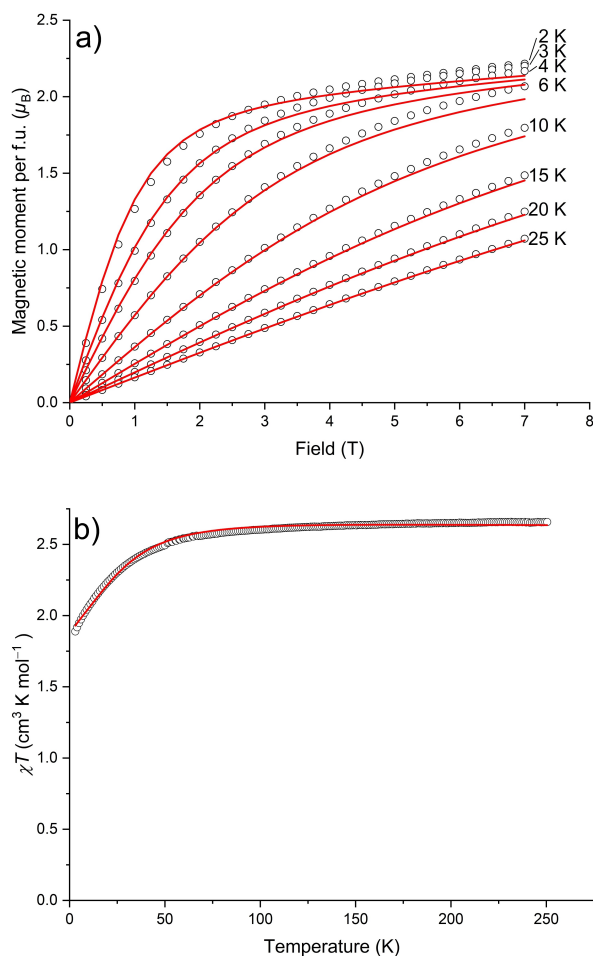 a)
Magnetic moment per f.u. (μB)
2.5
2.0
1.5
1.0
0.5
0.0
2 K
3 K
4 K
6 K
10 K
15 K
20 K
25 K
0 1 2 3 4 5 6 7 8
Field (T)
b)
χT (cm³ K mol⁻¹)
2.5
2.0
1.5
1.0
0.5
0.0
0 50 100 150 200 250
Temperature (K)